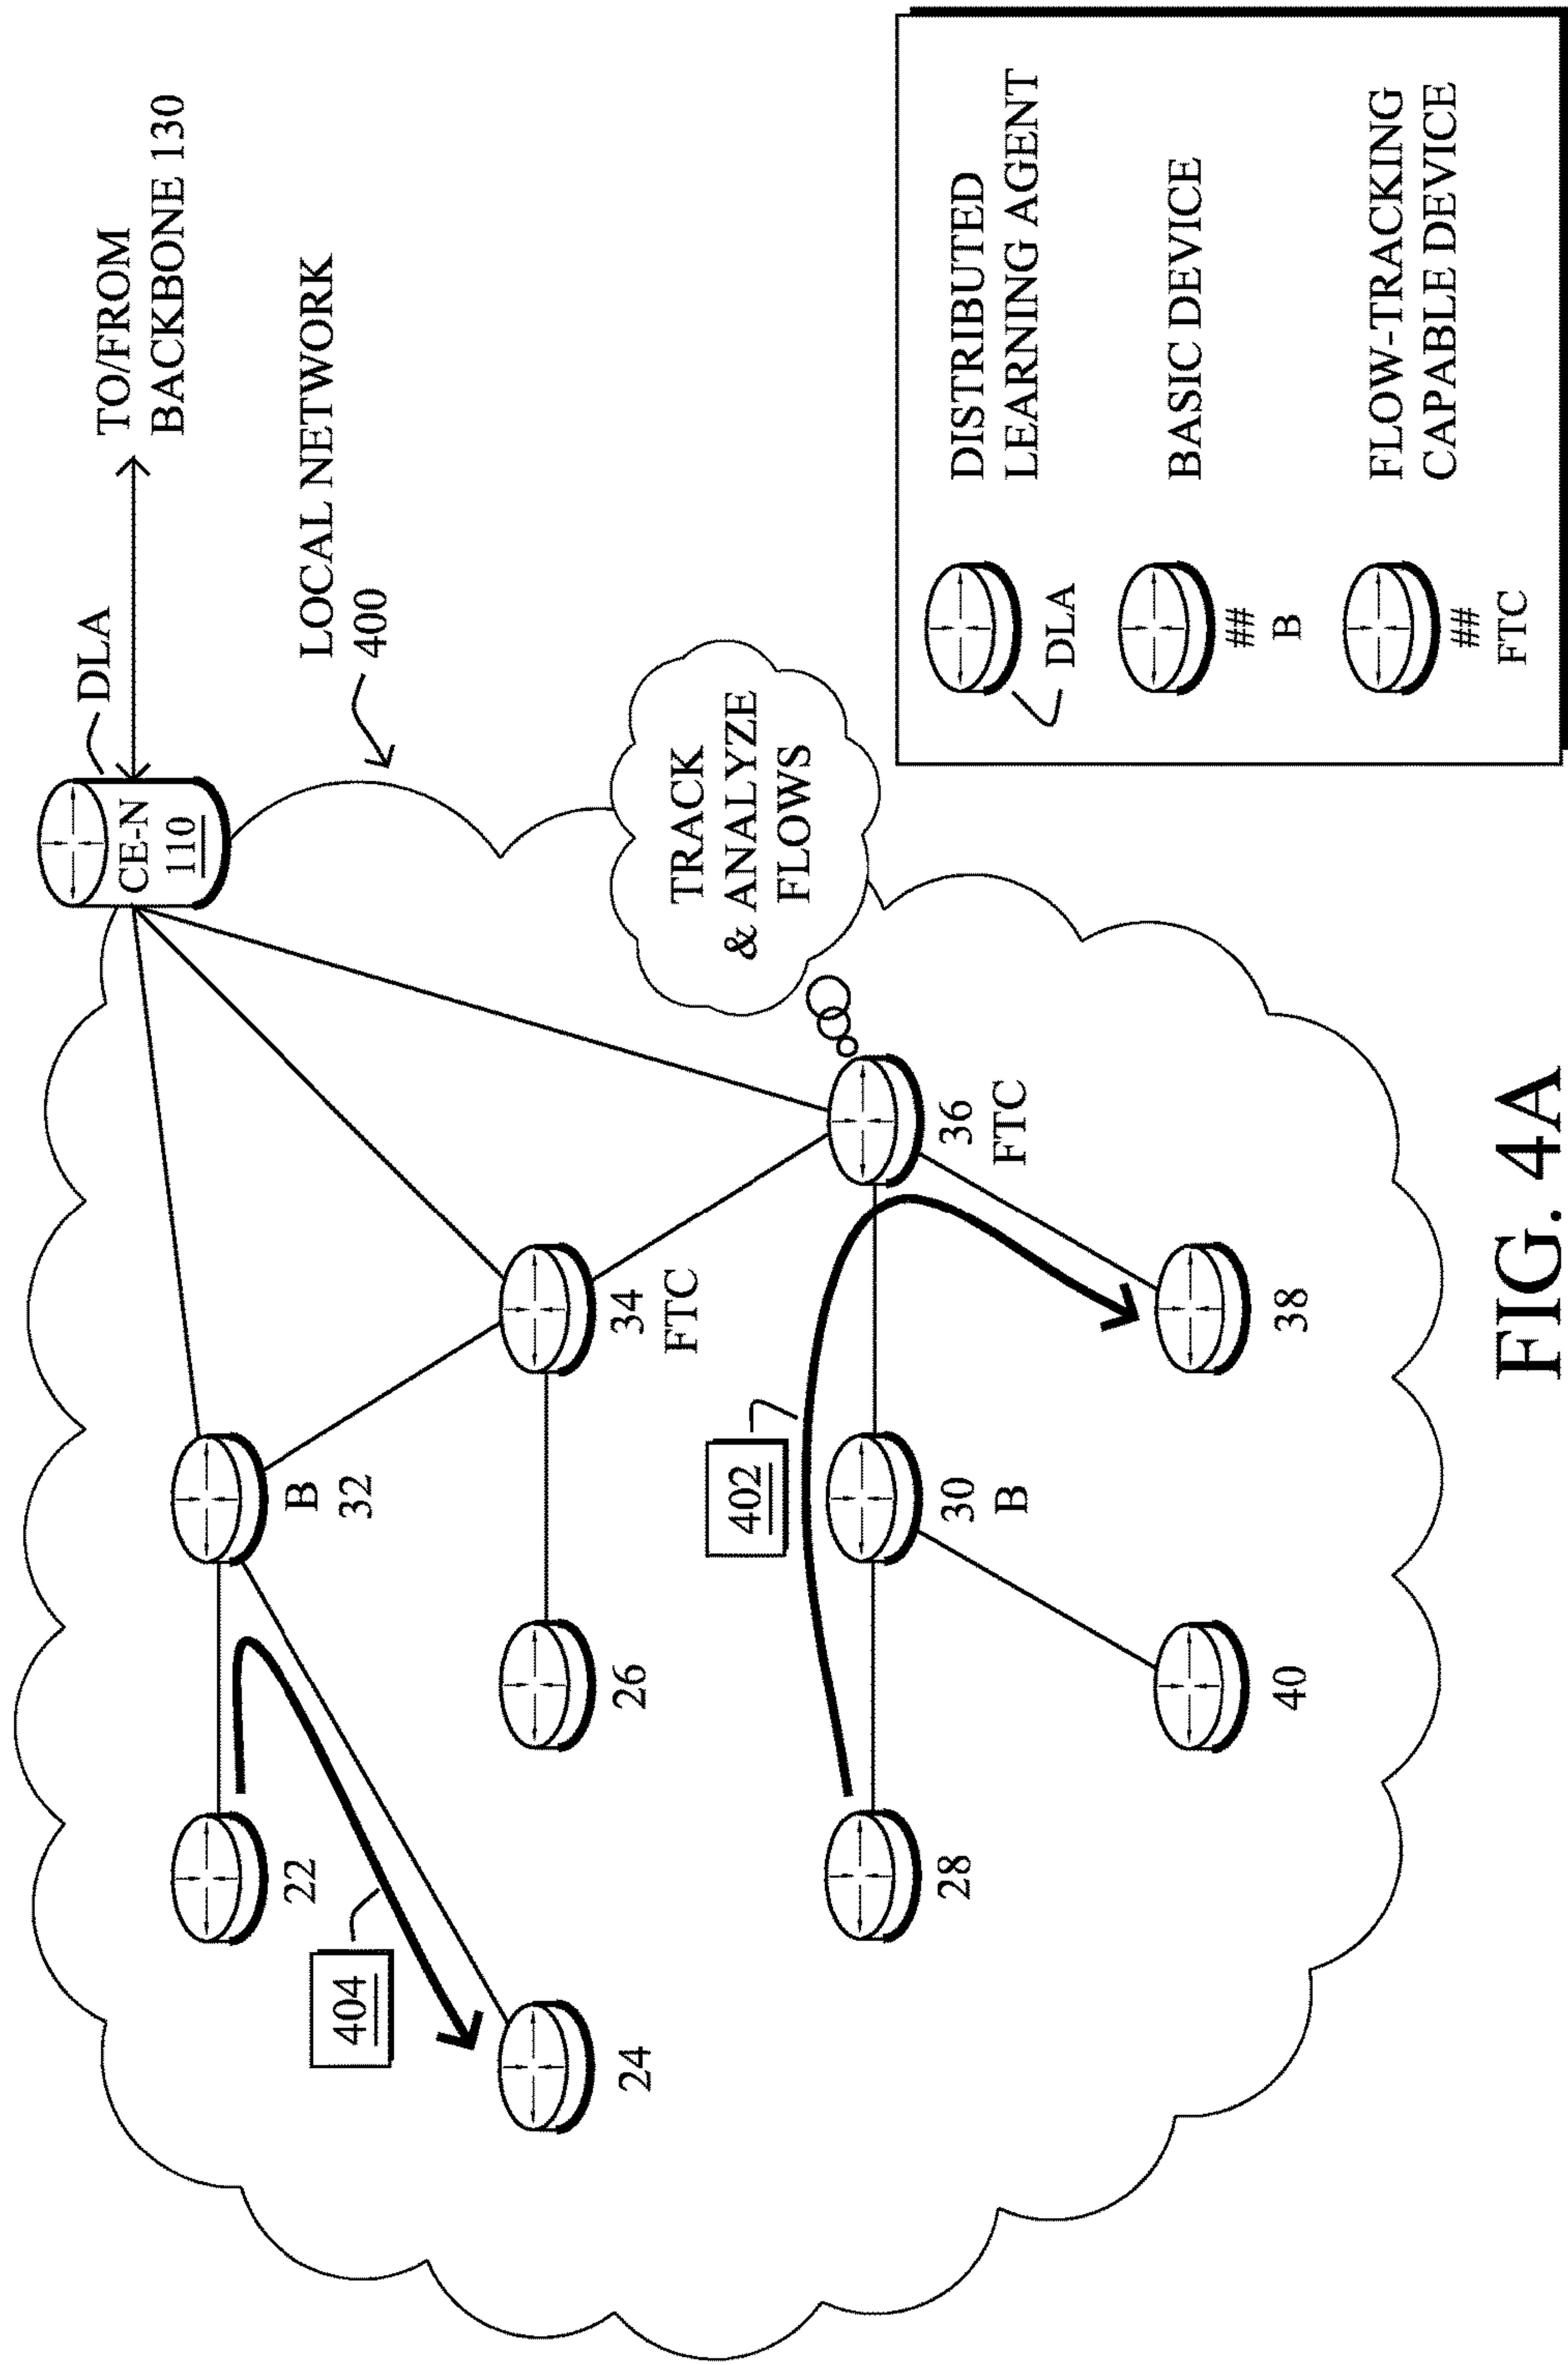 TO/FROM
BACKBONE 130
DLA
CE-N
110
LOCAL NETWORK
400
B
32
22
404
24
34
FTC
26
TRACK
& ANALYZE
FLOWS
402
36
FTC
30
B
28
38
40
DLA
DISTRIBUTED
LEARNING AGENT
##
B
BASIC DEVICE
##
FTC
FLOW-TRACKING
CAPABLE DEVICE
FIG. 4A